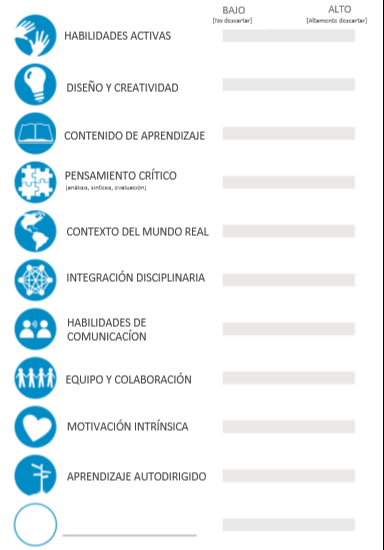 BAJO
ALTO
[No descartar]
[Altamente descartar]
HABILIDADES ACTIVAS
DISEÑO Y CREATIVIDAD
CONTENIDO DE APRENDIZAJE
PENSAMIENTO CRÍTICO
(análisis, síntesis, evaluación)
CONTEXTO DEL MUNDO REAL
INTEGRACIÓN DISCIPLINARIA
HABILIDADES DE
COMUNICACÍON
EQUIPO Y COLABORACIÓN
MOTIVACIÓN INTRÍNSICA
APRENDIZAJE AUTODIRIGIDO